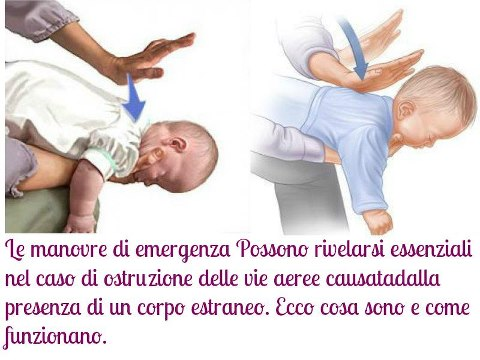 Le manovre di emergenza Possono rivelarsi essenziali
nel caso di ostruzione delle vie aeree causatadalla
presenza di un corpo estraneo. Ecco cosa sono e come
funzionano.